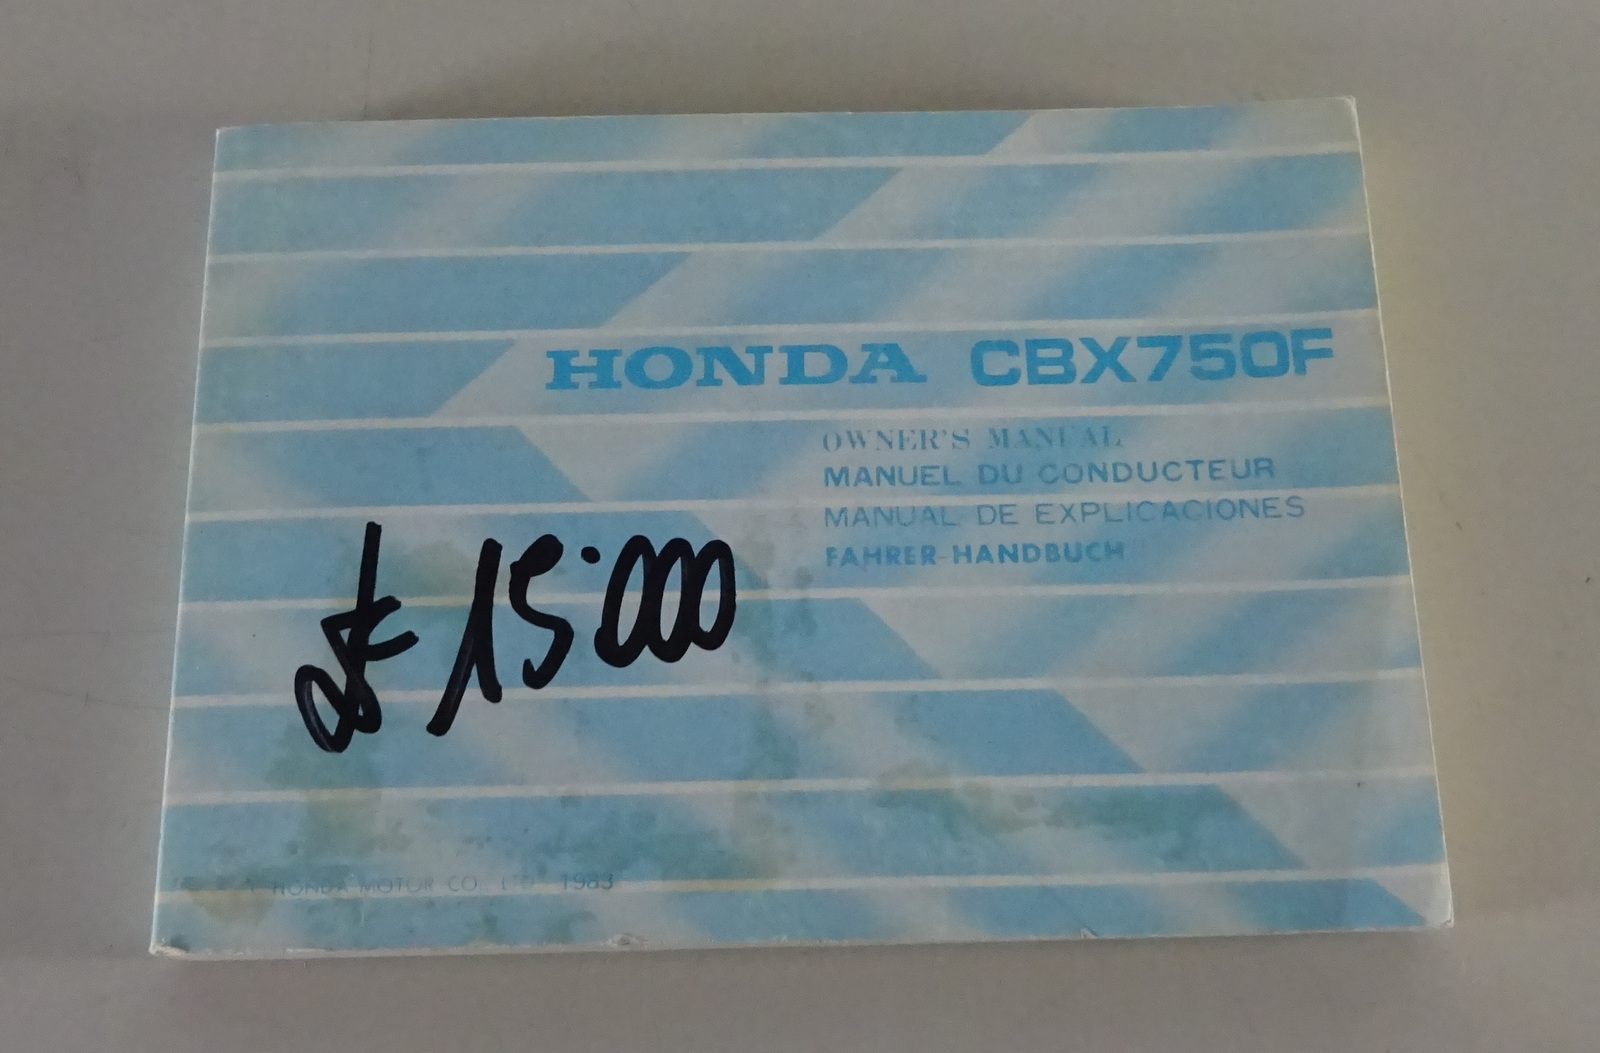 HONDA CBX750F
OWNER'S MANUAL
MANUEL DU CONDUCTEUR
MANUAL DE EXPLICACIONES
FAHRER-HANDBUCH
15.000
HONDA MOTOR CO. LTD. 1983